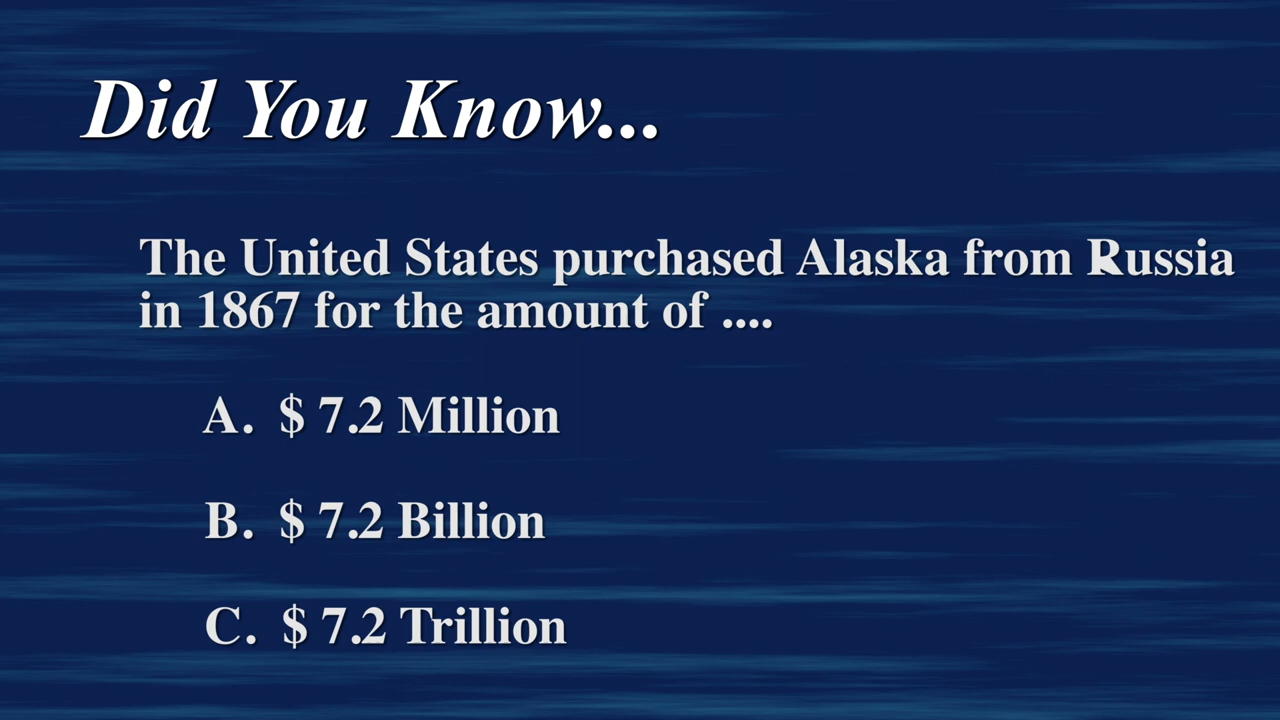 Did You Know...
The United States purchased Alaska from Russia
in 1867 for the amount of ....
A. $ 7.2 Million
B. $ 7.2 Billion
C. $ 7.2 Trillion